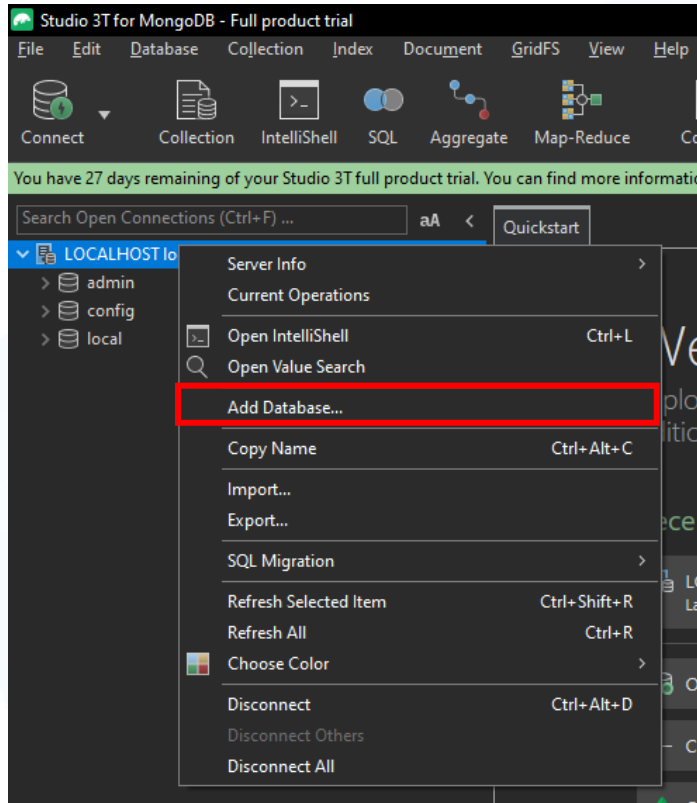 Studio 3T for MongoDB - Full product trial
File Edit Database Collection Index Document GridFS View Help
Connect Collection IntelliShell SQL Aggregate Map-Reduce
You have 27 days remaining of your Studio 3T full product trial. You can find more
Search Open Connections (Ctrl+F) ... aA Quickstart
LOCALHOST
admin
config
local
Server Info
Current Operations
Open IntelliShell Ctrl+L
Open Value Search
Add Database...
Copy Name Ctrl+Alt+C
Import...
Export...
SQL Migration
Refresh Selected Item Ctrl+Shift+R
Refresh All Ctrl+R
Choose Color
Disconnect Ctrl+Alt+D
Disconnect Others
Disconnect All